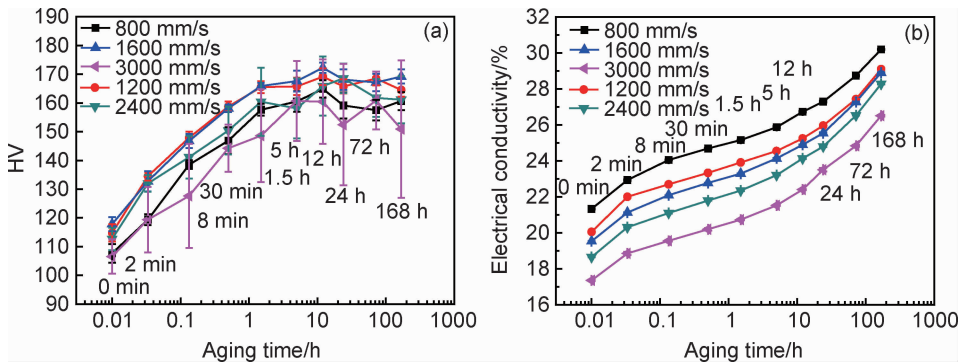 190
180
170
160
150
140
130
120
110
100
90
HV
(a)
800 mm/s
1600 mm/s
3000 mm/s
1200 mm/s
2400 mm/s
0 min
2 min
8 min
30 min
1.5 h
5 h
12 h
24 h
72 h
168 h
0.01 0.1 1 10 100 1000
Aging time/h
32
30
28
26
24
22
20
18
16
Electrical conductivity/%
(b)
800 mm/s
1600 mm/s
3000 mm/s
1200 mm/s
2400 mm/s
0 min
2 min
8 min
30 min
1.5 h
5 h
12 h
24 h
72 h
168 h
0.01 0.1 1 10 100 1000
Aging time/h